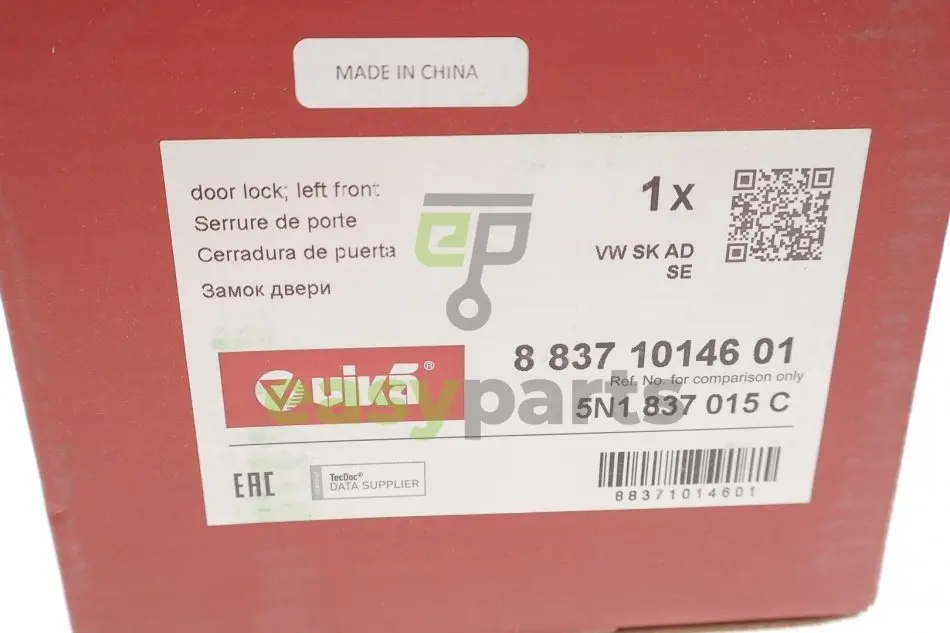 MADE IN CHINA
door lock; left front
Serrure de porte
Cerradura de puerta
Замок двери
1x
VW SK AD
SE
ep
vika®
8 837 10146 01
Ref. No. for comparison only
5N1 837 015 C
easyparts
EAC
TecDoc®
DATA SUPPLIER
88371014601